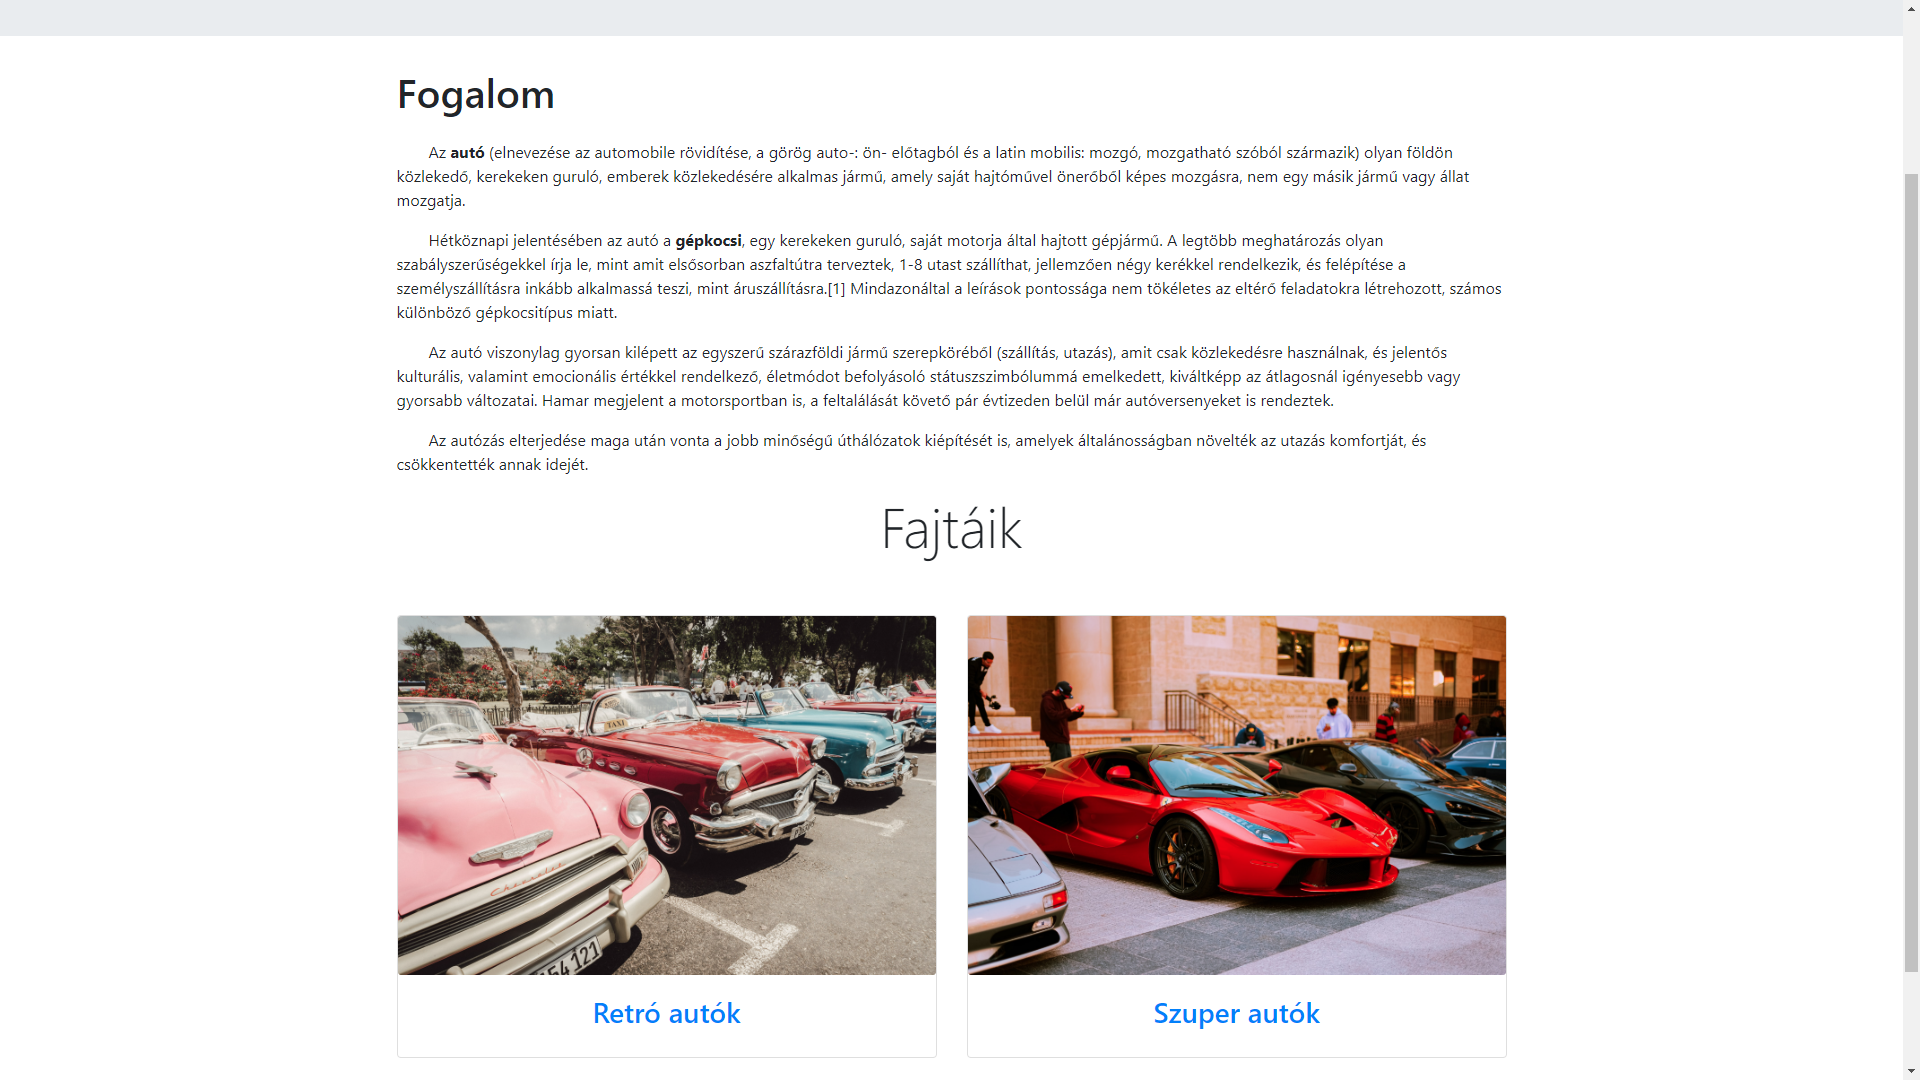 Fogalom
Az autó (elnevezése az automobile rövidítése, a görög auto-: ön- előtagból és a latin mobilis: mozgó, mozgatható szóból származik) olyan földön
közlekedő, kerekeken guruló, emberek közlekedésére alkalmas jármű, amely saját hajtóművel önerőből képes mozgásra, nem egy másik jármű vagy állat
mozgatja.
Hétköznapi jelentésében az autó a gépkocsi, egy kerekeken guruló, saját motorja által hajtott gépjármű. A legtöbb meghatározás olyan
szabályszerűségekkel írja le, mint amit elsősorban aszfaltútra terveztek, 1-8 utast szállíthat, jellemzően négy kerékkel rendelkezik, és felépítése a
személyszállításra inkább alkalmassá teszi, mint áruszállításra.[1] Mindazonáltal a leírások pontossága nem tökéletes az eltérő feladatokra létrehozott, számos
különböző gépkocsitípus miatt.
Az autó viszonylag gyorsan kilépett az egyszerű szárazföldi jármű szerepköréből (szállítás, utazás), amit csak közlekedésre használnak, és jelentős
kulturális, valamint emocionális értékkel rendelkező, életmódot befolyásoló státuszszimbólummá emelkedett, kiváltképp az átlagosnál igényesebb vagy
gyorsabb változatai. Hamar megjelent a motorsportban is, a feltalálását követő pár évtizeden belül már autóversenyeket is rendeztek.
Az autózás elterjedése maga után vonta a jobb minőségű úthálózatok kiépítését is, amelyek általánosságban növelték az utazás komfortját, és
csökkentették annak idejét.
Fajtáik
TAXI
Chevrolet
54 121
Retró autók
Szuper autók